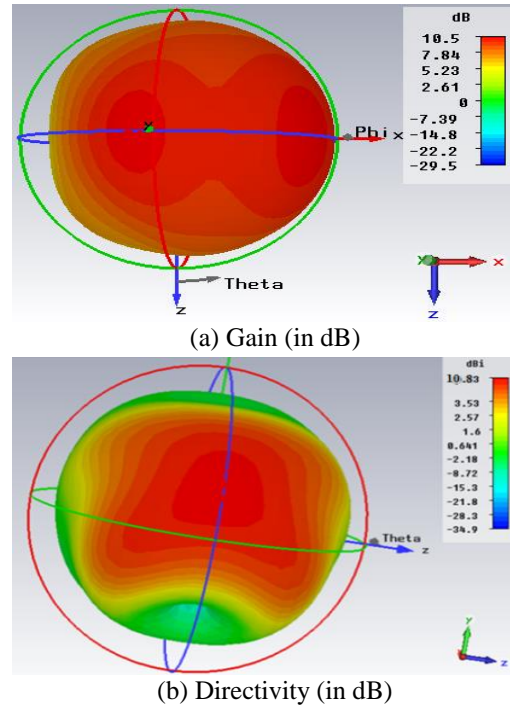 dB
10.5
7.84
5.23
2.61
0
-7.39
-14.8
-22.2
-29.5
Phi x
Theta
z
x
z
(a) Gain (in dB)
dBi
3.53
2.57
1.6
0.641
-2.18
-8.72
-15.3
-21.8
-28.3
-34.9
Theta
z
y
z
(b) Directivity (in dB)